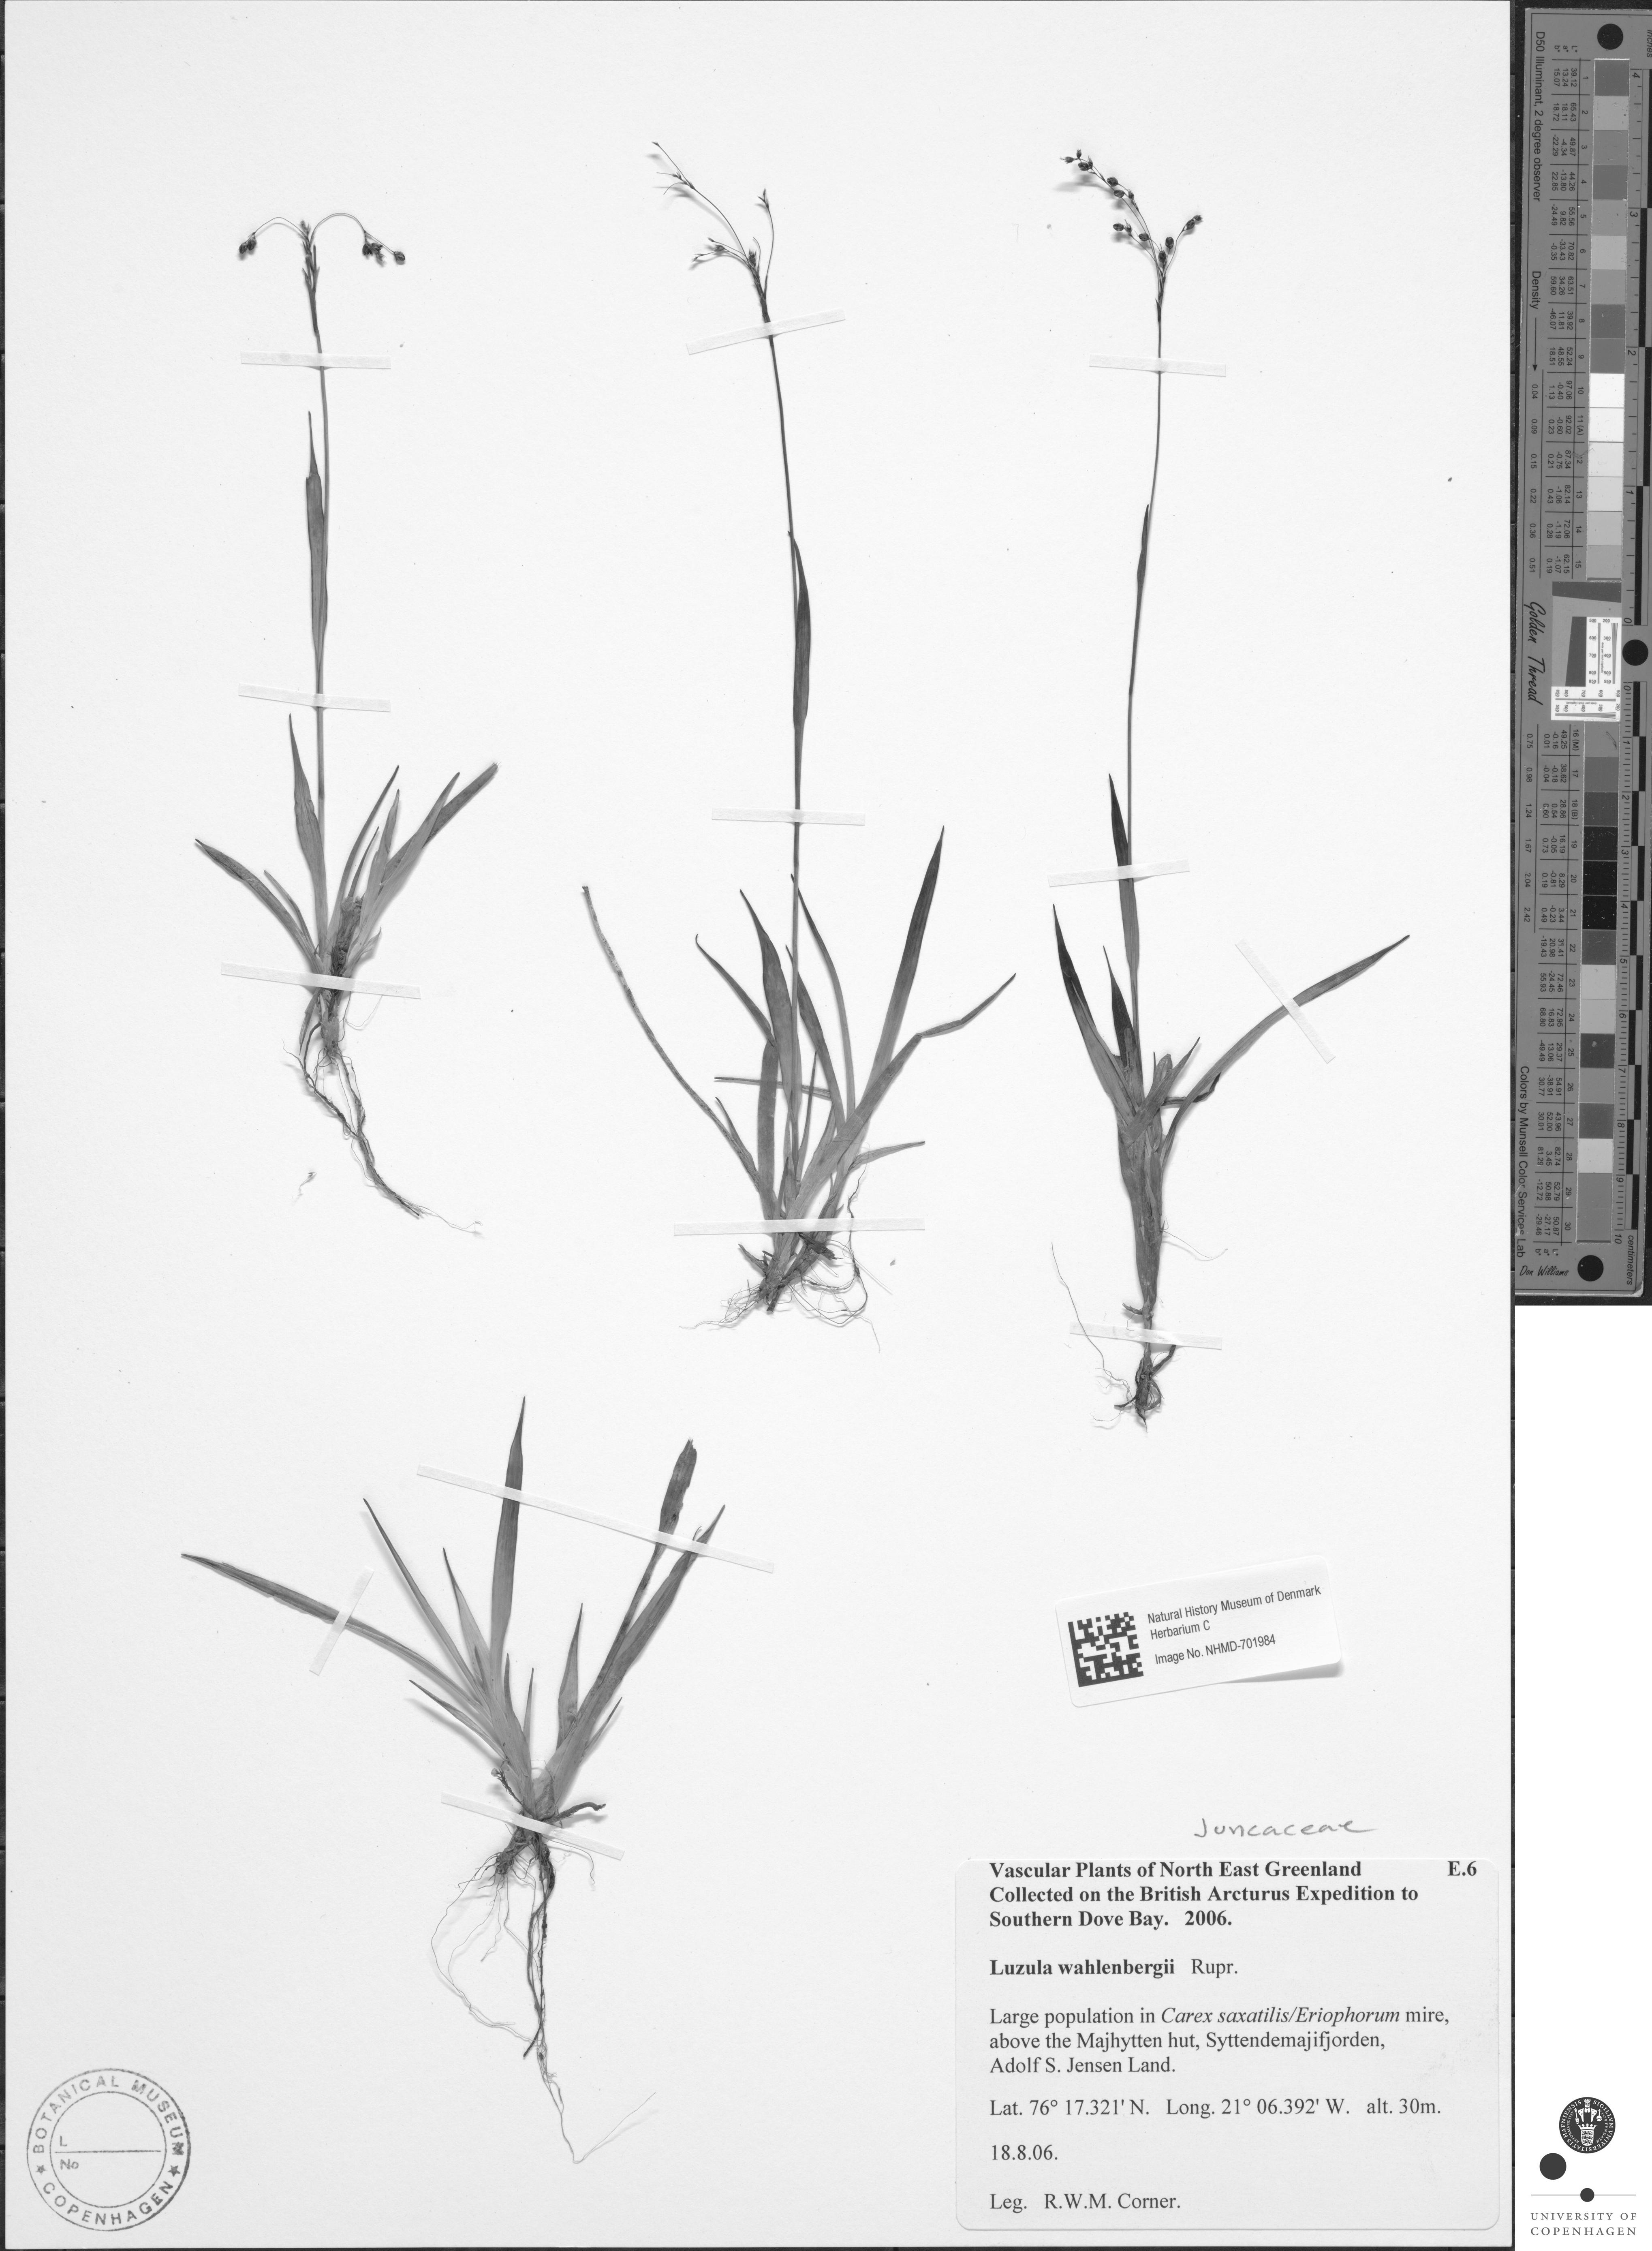 Natural History Museum of Denmark
Herbarium C
Image No. NHMD-701984
Juncaceae
Vascular Plants of North East Greenland E.6
Collected on the British Arcturus Expedition to
Southern Dove Bay. 2006.
Luzula wahlenbergii Rupr.
Large population in Carex saxatilis/Eriophorum mire,
above the Majhytten hut, Syttendemajifjorden,
Adolf S. Jensen Land.
Lat. 76° 17.321' N. Long. 21° 06.392' W. alt. 30m.
18.8.06.
Leg. R.W.M. Corner.
BOTANICAL MUSEUM
L
No
COPENHAGEN
D50 Illuminant, 2 degree observer
Density
Golden Thread
Colors by Munsell Color Services Lab
Don Williams
inches
centimeters
UNIVERSITY OF
COPENHAGEN